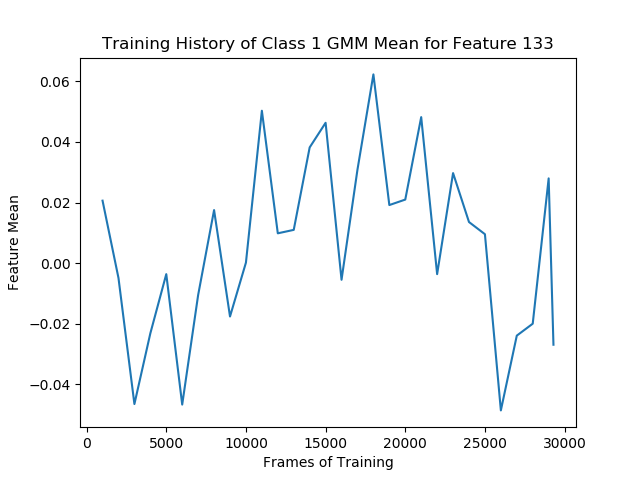 Training History of Class 1 GMM Mean for Feature 133
0.06
0.04
0.02
0.00
−0.02
−0.04
Feature Mean
0 5000 10000 15000 20000 25000 30000
Frames of Training